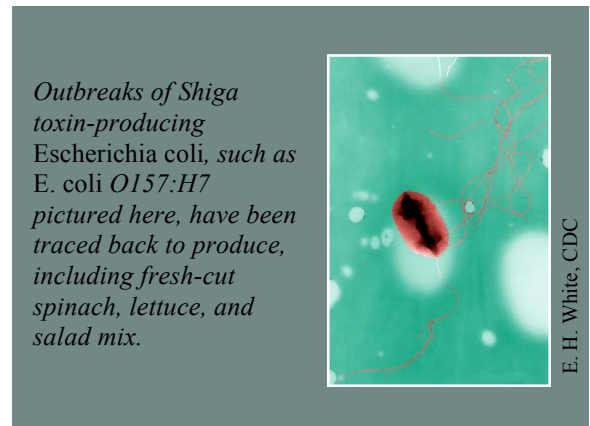 Outbreaks of Shiga
toxin-producing
Escherichia coli, such as
E. coli O157:H7
pictured here, have been
traced back to produce,
including fresh-cut
spinach, lettuce, and
salad mix.
E. H. White, CDC